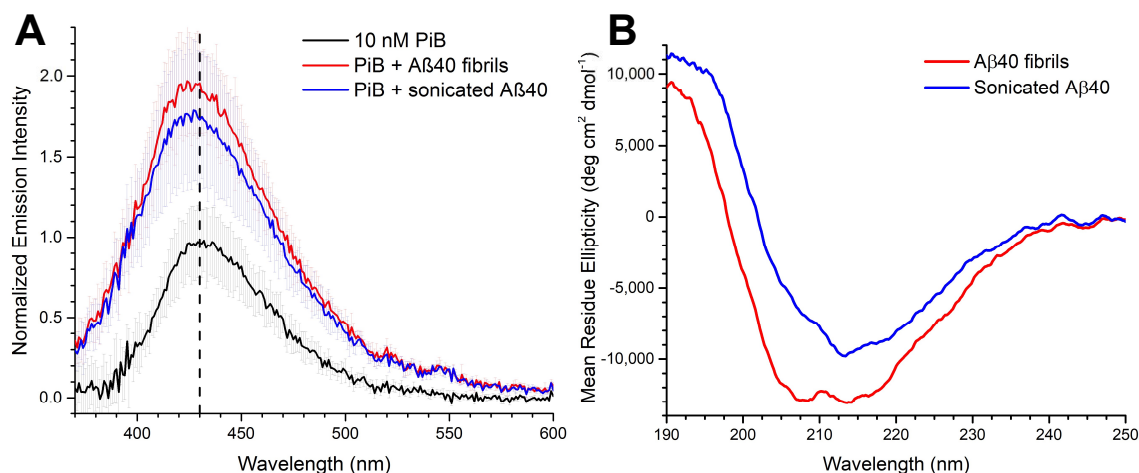 A
10 nM PiB
PiB + Aß40 fibrils
PiB + sonicated Aß40
Normalized Emission Intensity
2.0
1.5
1.0
0.5
0.0
400
450
500
550
600
Wavelength (nm)
B
Aβ40 fibrils
Sonicated Aβ40
Mean Residue Ellipticity (deg cm² dmol⁻¹)
10,000
5,000
0
-5,000
-10,000
190
200
210
220
230
240
250
Wavelength (nm)